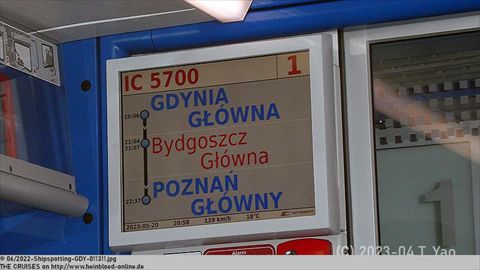 IC 5700
1
GDYNIA
GŁÓWNA
19:06
21:04
21:07
Bydgoszcz
Główna
POZNAŃ
GŁÓWNY
22:37
2023-05-20 20:58 139 km/h 18°C
Alarm
1
(C) 2023-04 T Yao
© 06/2022-Shipspotting-GDY-011311.jpg
THE CRUISES on http://www.heinbloed-online.de